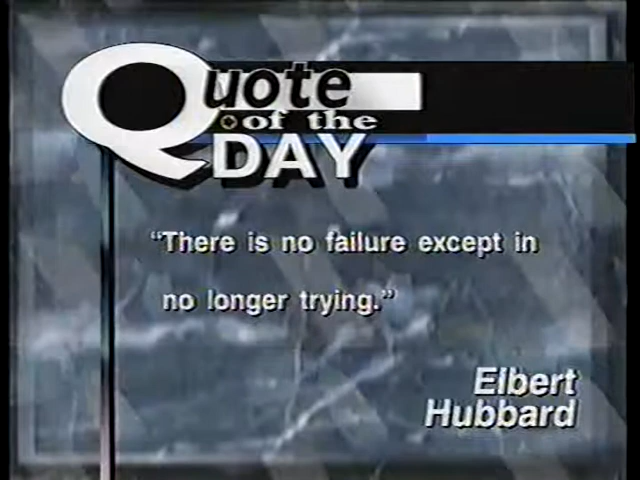 Quote
of the
DAY
“There is no failure except in
no longer trying.”
Elbert
Hubbard